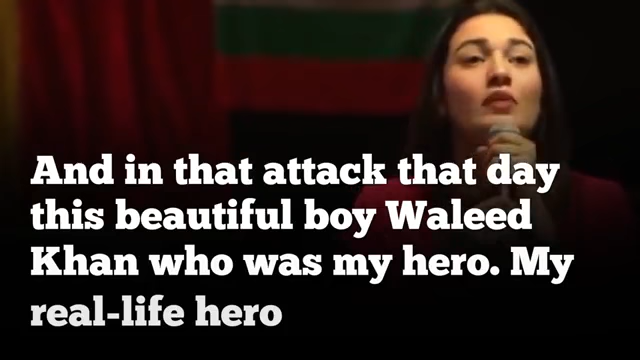 And in that attack that day
this beautiful boy Waleed
Khan who was my hero. My
real-life hero